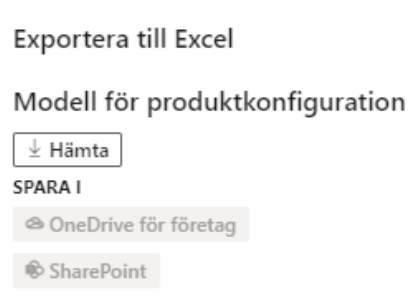 Exportera till Excel
Modell för produktkonfiguration
Hämta
SPARA I
OneDrive för företag
SharePoint